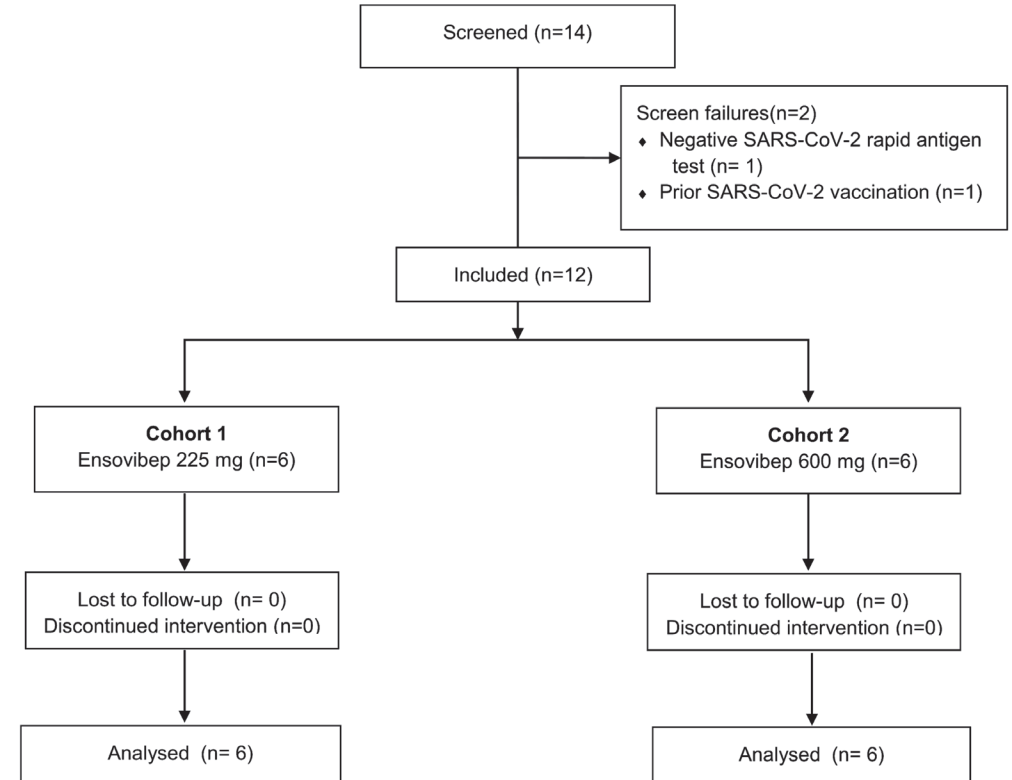 Screened (n=14)
Screen failures(n=2)
♦ Negative SARS-CoV-2 rapid antigen
test (n= 1)
♦ Prior SARS-CoV-2 vaccination (n=1)
Included (n=12)
Cohort 1
Ensovibep 225 mg (n=6)
Cohort 2
Ensovibep 600 mg (n=6)
Lost to follow-up (n= 0)
Discontinued intervention (n=0)
Lost to follow-up (n= 0)
Discontinued intervention (n=0)
Analysed (n= 6)
Analysed (n= 6)